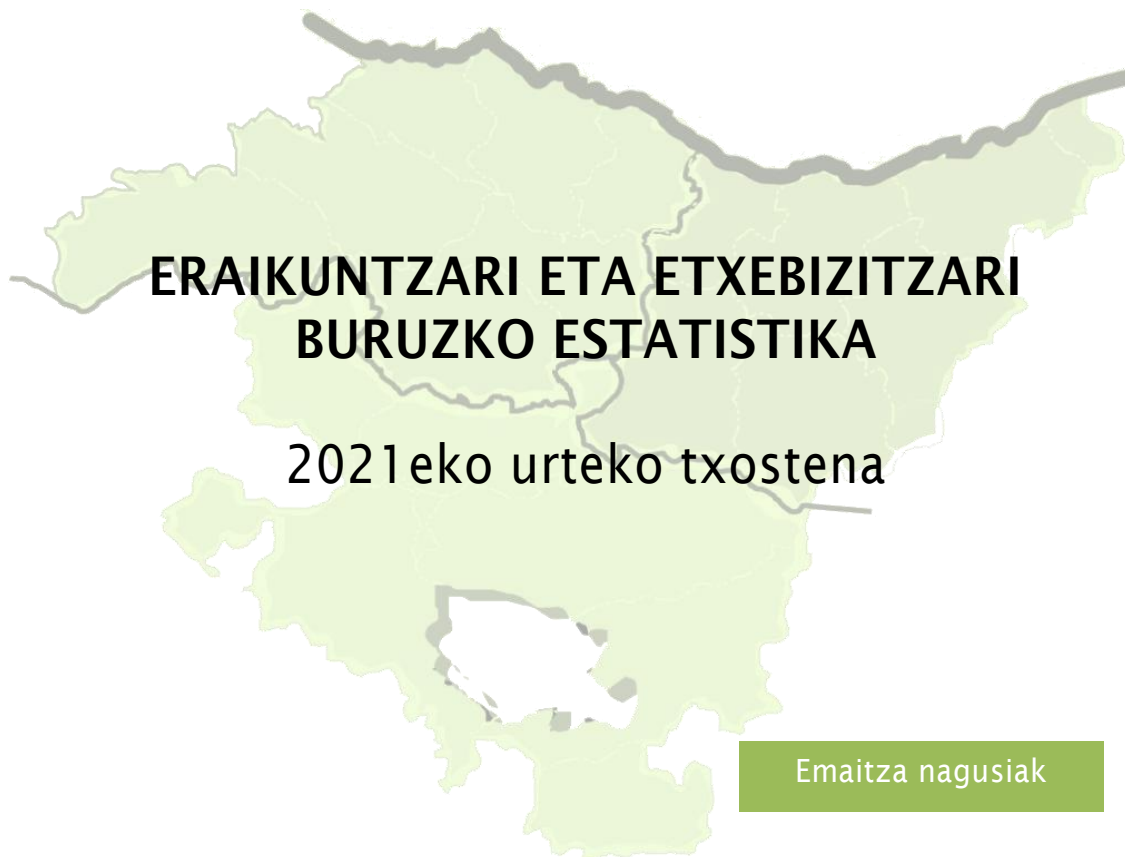 ERAIKUNTZARI ETA ETXEBIZITZARI
BURUZKO ESTATISTIKA
2021eko urteko txostena
Emaitza nagusiak